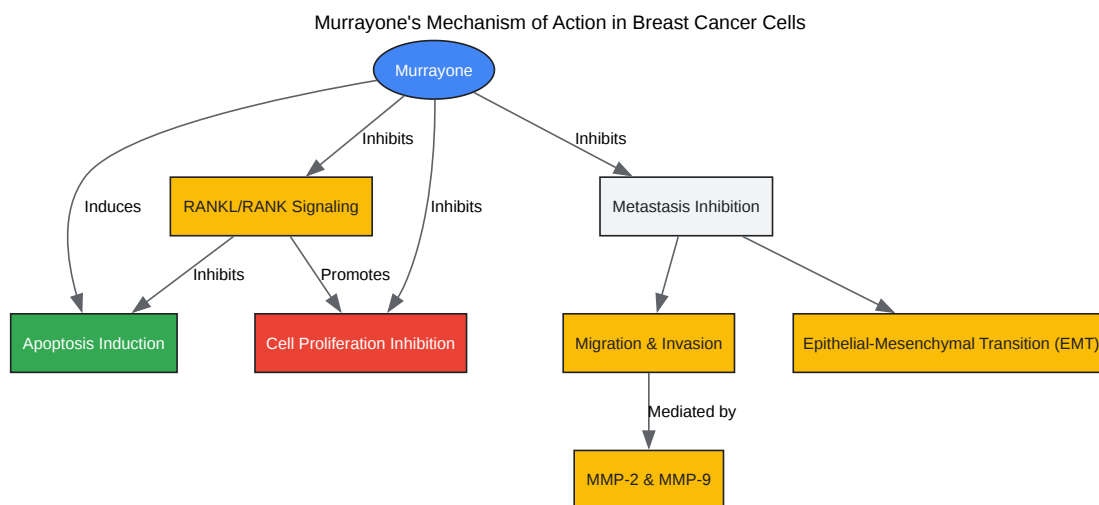 Murrayone's Mechanism of Action in Breast Cancer Cells
Murrayone
Inhibits
Inhibits
RANKL/RANK Signaling
Metastasis Inhibition
Induces
Inhibits
Inhibits
Promotes
Apoptosis Induction
Cell Proliferation Inhibition
Migration & Invasion
Epithelial-Mesenchymal Transition (EMT)
Mediated by
MMP-2 & MMP-9